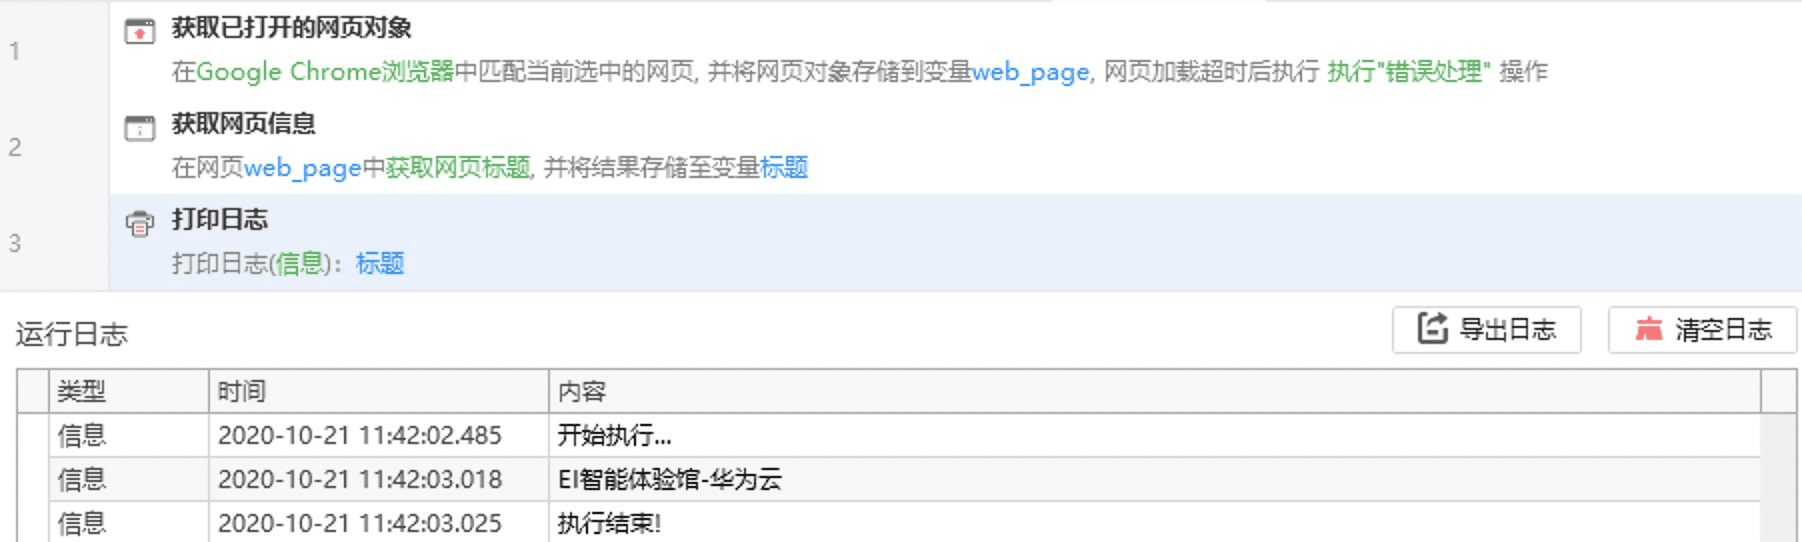 1
获取已打开的网页对象
在Google Chrome浏览器中匹配当前选中的网页, 并将网页对象存储到变量web_page, 网页加载超时后执行 执行"错误处理" 操作
2
获取网页信息
在网页web_page中获取网页标题, 并将结果存储至变量标题
3
打印日志
打印日志(信息)：标题
运行日志 导出日志 清空日志
类型 时间 内容
信息 2020-10-21 11:42:02.485 开始执行...
信息 2020-10-21 11:42:03.018 EI智能体验馆-华为云
信息 2020-10-21 11:42:03.025 执行结束!